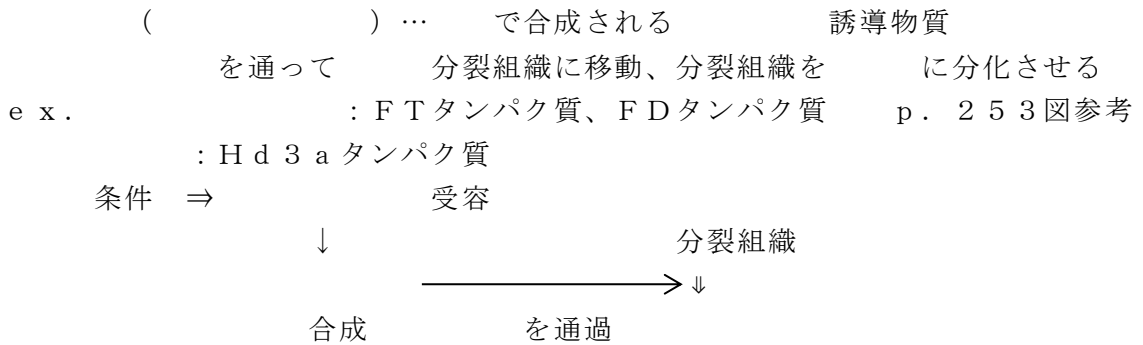 (　　　　　　　)…　　で合成される　　　　　誘導物質
を通って　　　分裂組織に移動、分裂組織を　　　に分化させる
ｅｘ．　　　　　　　：ＦＴタンパク質、ＦＤタンパク質　　ｐ．２５３図参考
：Ｈｄ３ａタンパク質
条件　⇒　　　　　　受容
↓　　　　　　　　　　分裂組織
⇓
合成　　　　　を通過